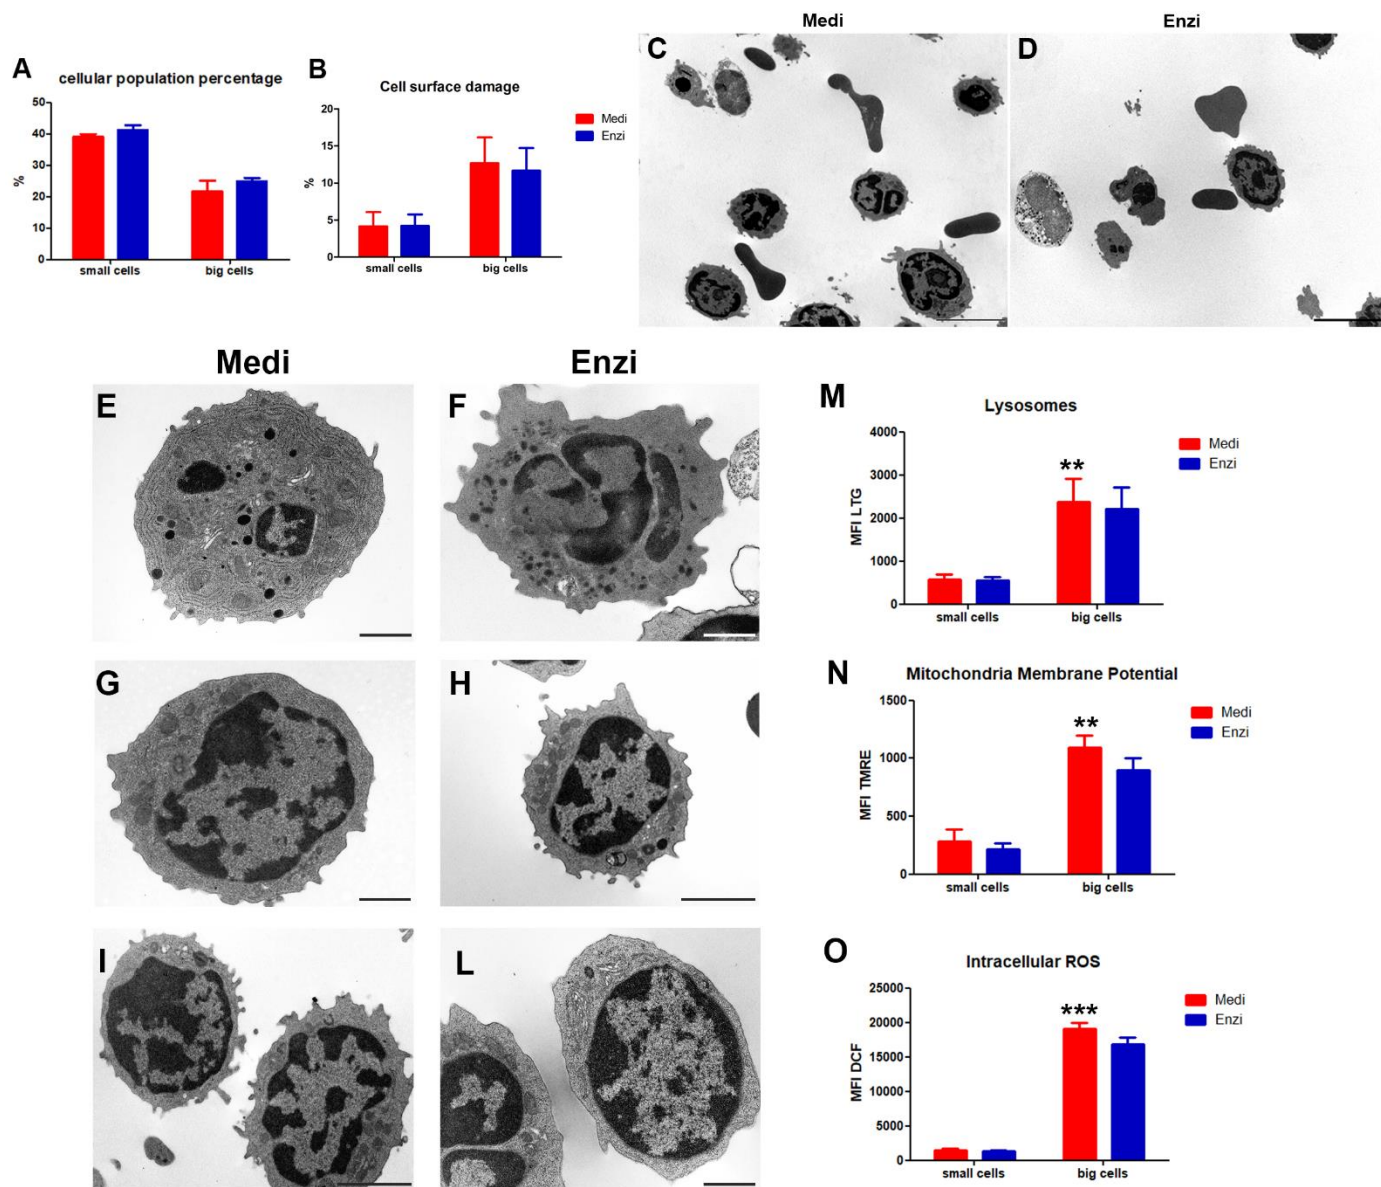 Medi
Enzi
A
cellular population percentage
50
40
30
20
10
0
%
small cells
big cells
B
Cell surface damage
20
15
10
5
0
%
small cells
big cells
Medi
Enzi
C
D
Medi
Enzi
E
F
G
H
I
L
M
Lysosomes
4000
3000
2000
1000
0
MFI LTG
**
small cells
big cells
Medi
Enzi
N
Mitochondria Membrane Potential
1500
1000
500
0
MFI TMRE
**
small cells
big cells
Medi
Enzi
O
Intracellular ROS
25000
20000
15000
10000
5000
0
MFI DCF
***
small cells
big cells
Medi
Enzi